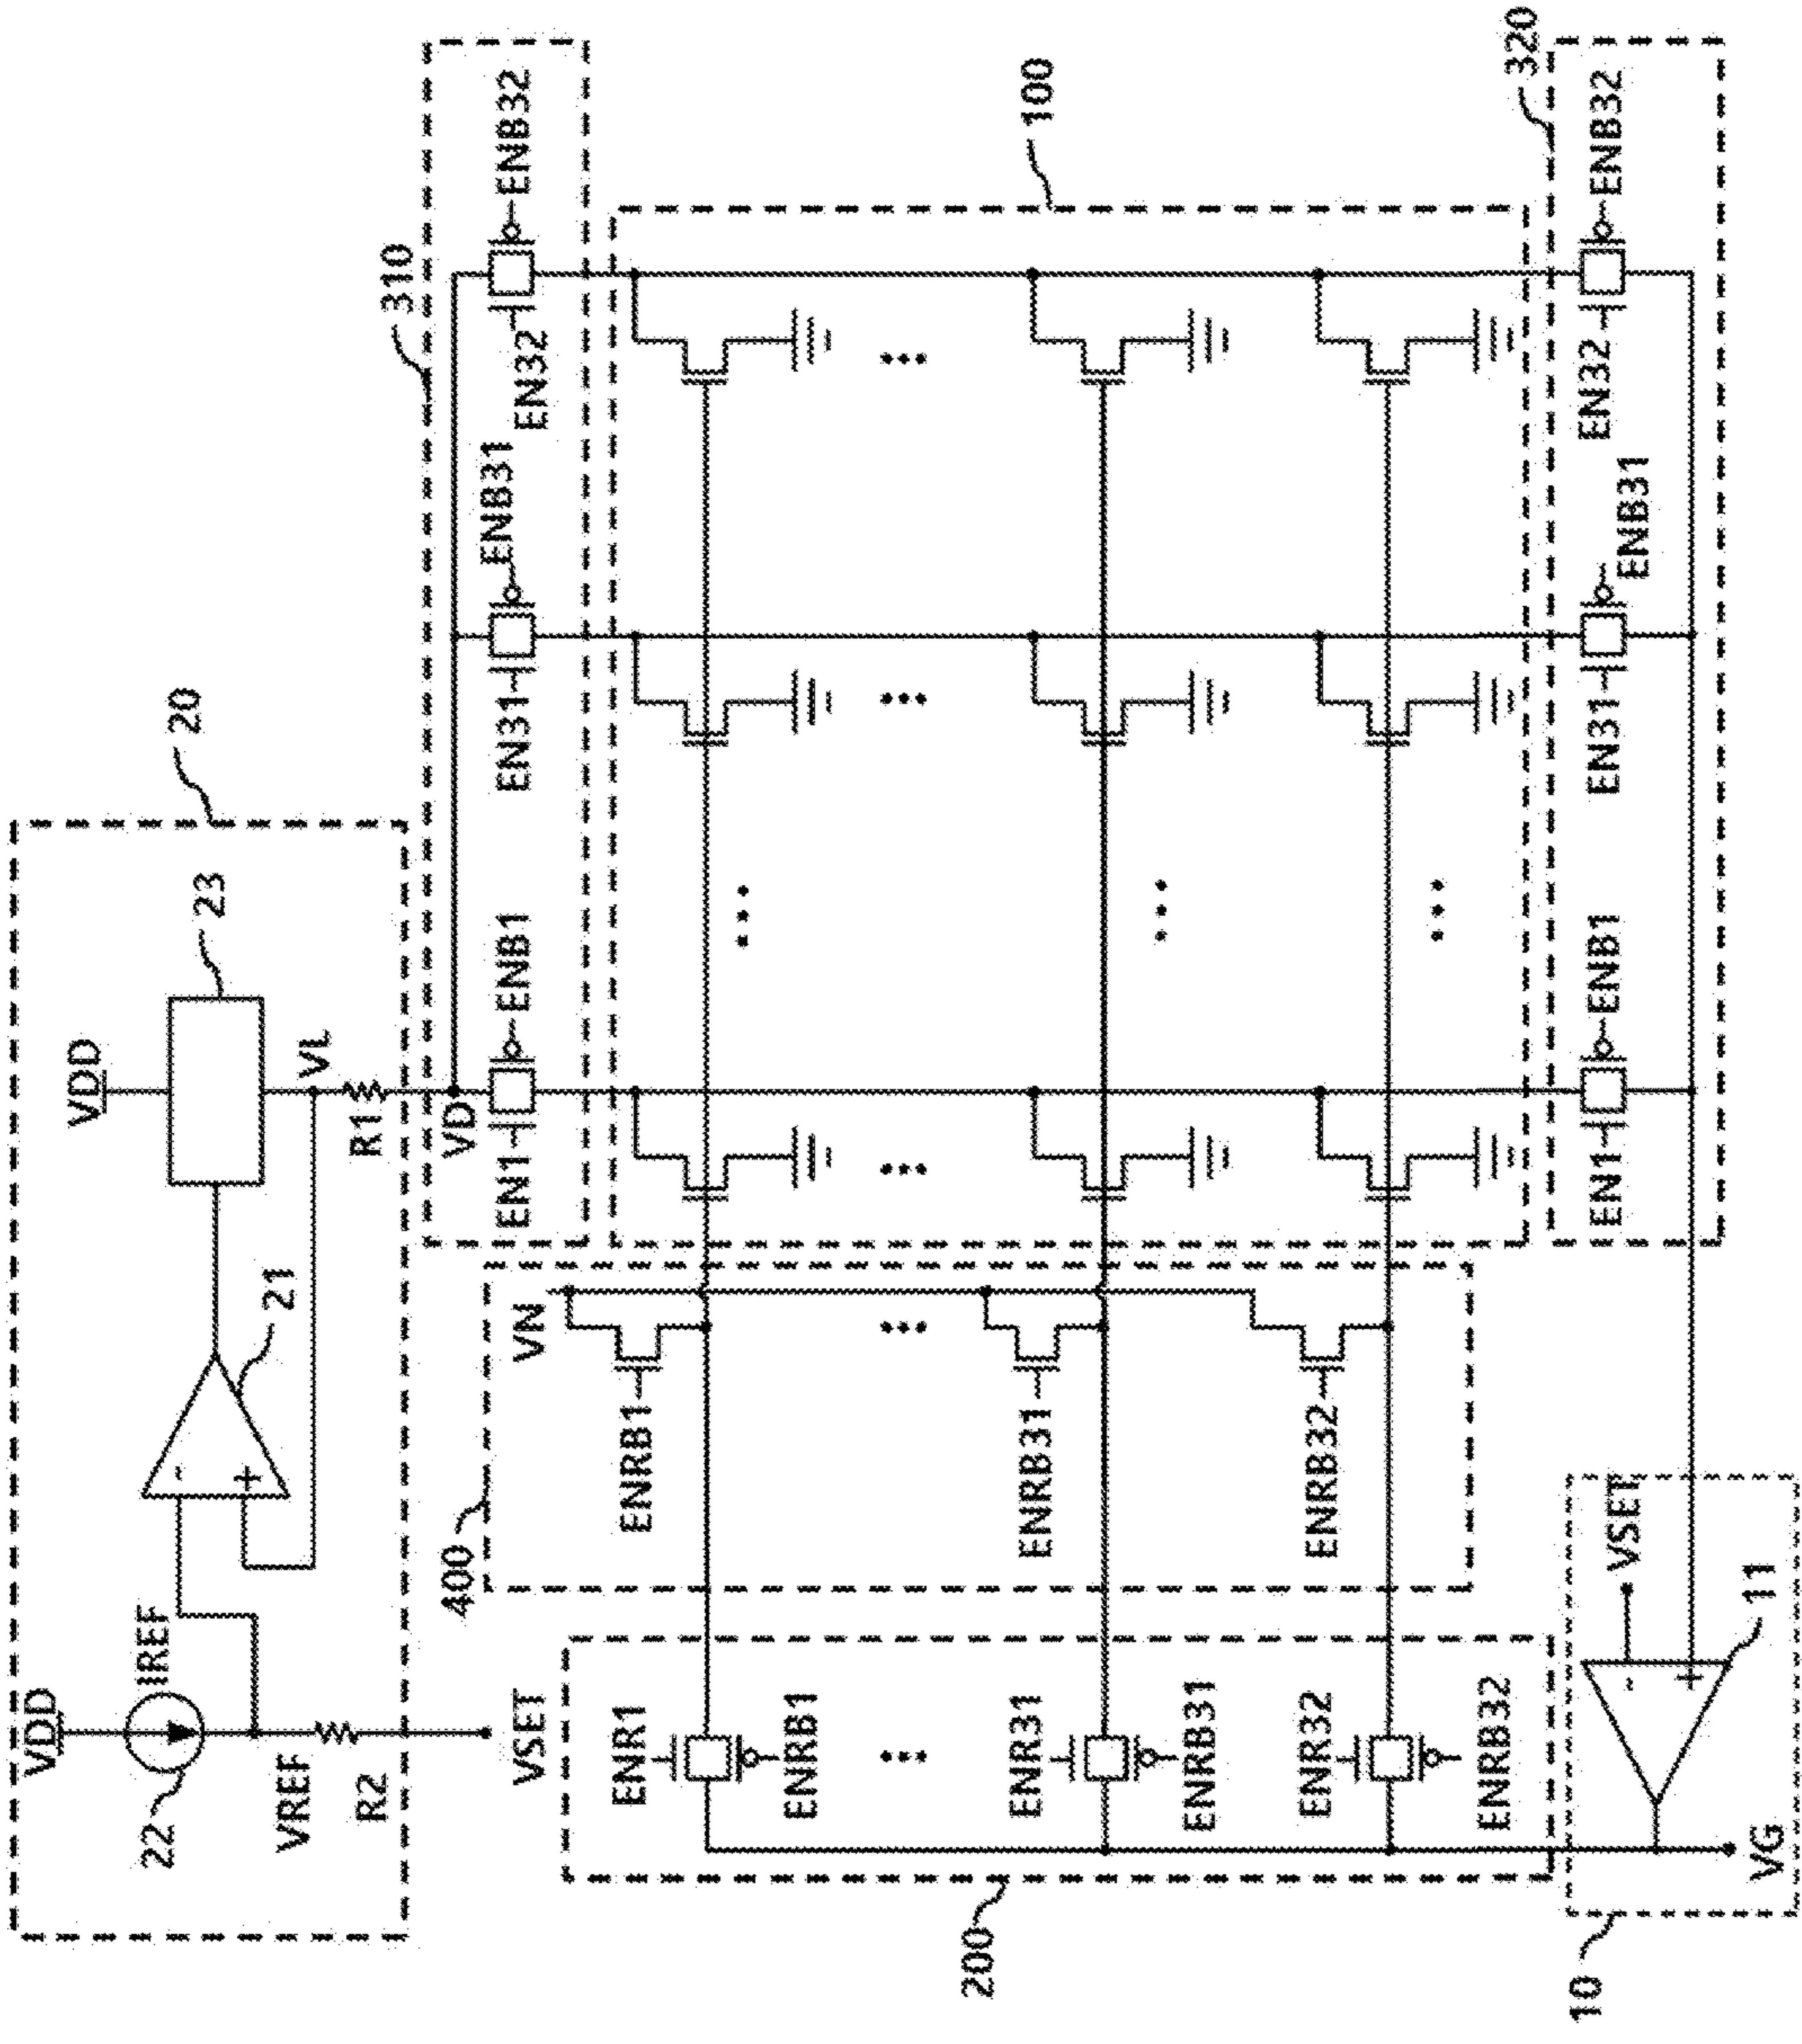 VDD
22
IREF
VREF
R2
VSET
-
+
21
VDD
23
VL
R1
20
310
VD
EN1
ENB1
EN31
ENB31
EN32
ENB32
400
VN
ENRB1
ENRB31
ENRB32
100
200
ENR1
ENRB1
ENR31
ENRB31
ENR32
ENRB32
320
EN1
ENB1
EN31
ENB31
EN32
ENB32
10
VSET
-
+
11
VG